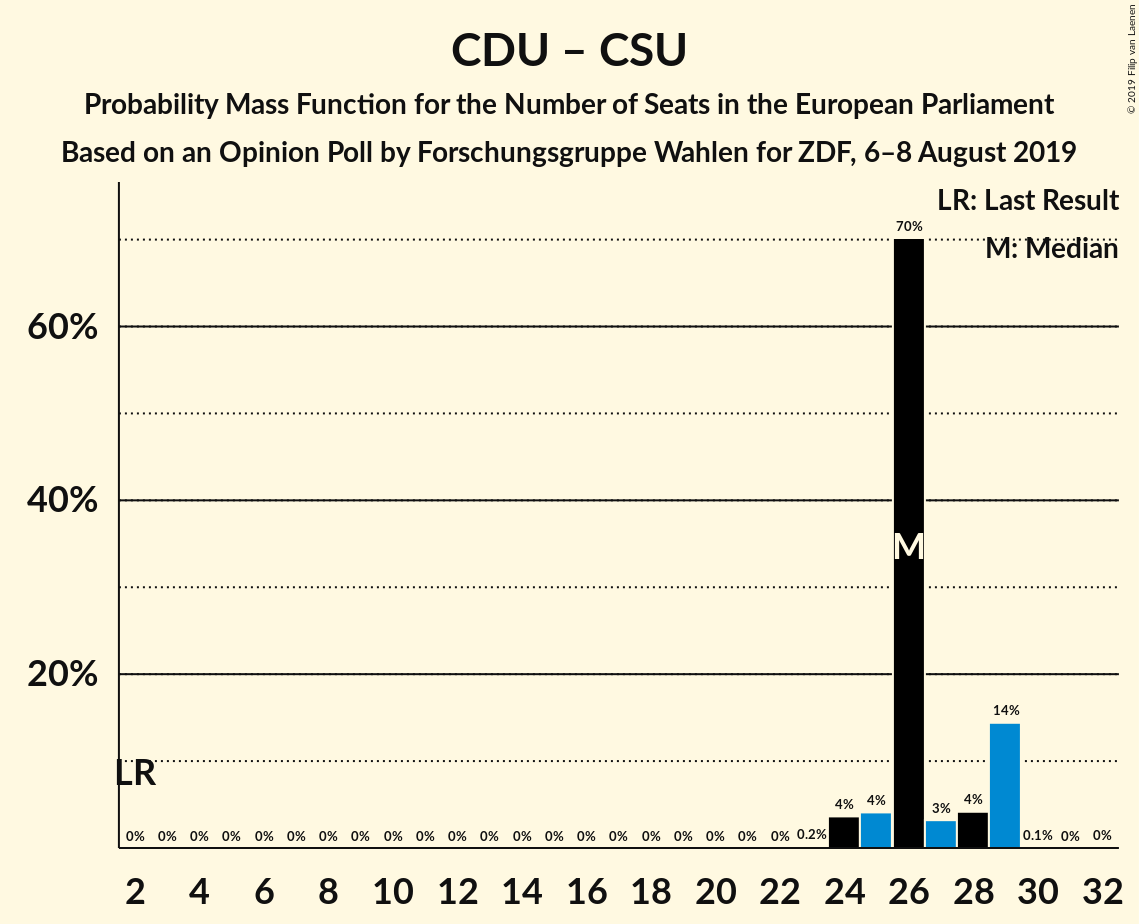 CDU – CSU
Probability Mass Function for the Number of Seats in the European Parliament
Based on an Opinion Poll by Forschungsgruppe Wahlen for ZDF, 6–8 August 2019
© 2019 Filip van Laenen
LR: Last Result
M: Median
70%
60%
40%
M
20%
14%
LR
4% 4% 3% 4%
0% 0% 0% 0% 0% 0% 0% 0% 0% 0% 0% 0% 0% 0% 0% 0% 0% 0% 0% 0% 0% 0.2% 0.1% 0% 0%
2 4 6 8 10 12 14 16 18 20 22 24 26 28 30 32